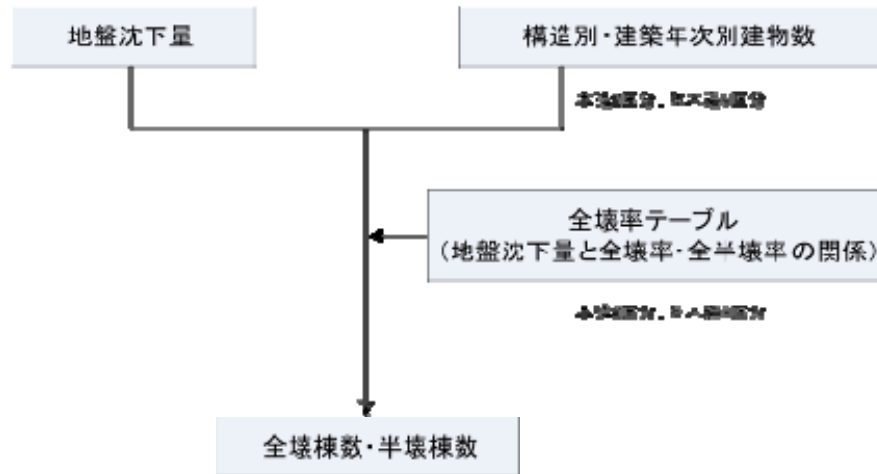 地盤沈下量
構造別・建築年次別建物数
全壊率テーブル
(地盤沈下量と全壊率・全半壊率の関係)
全壊棟数・半壊棟数